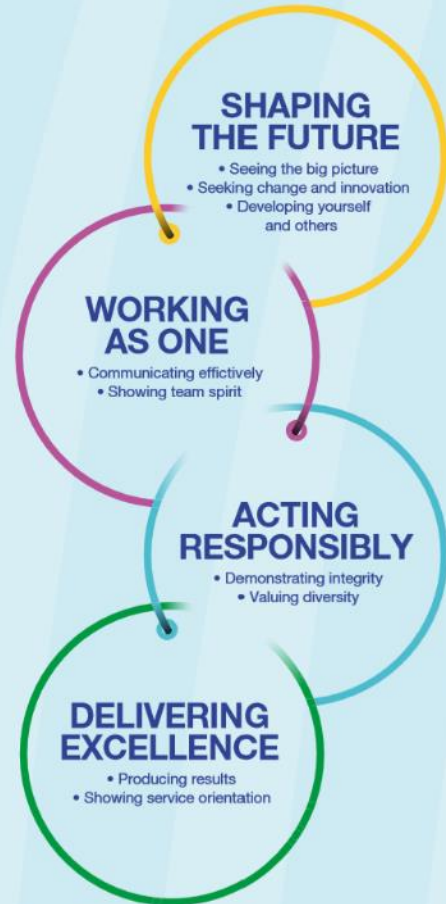 SHAPING
THE FUTURE
• Seeing the big picture
• Seeking change and innovation
• Developing yourself
and others
WORKING
AS ONE
• Communicating effictively
• Showing team spirit
ACTING
RESPONSIBLY
• Demonstrating integrity
• Valuing diversity
DELIVERING
EXCELLENCE
• Producing results
• Showing service orientation